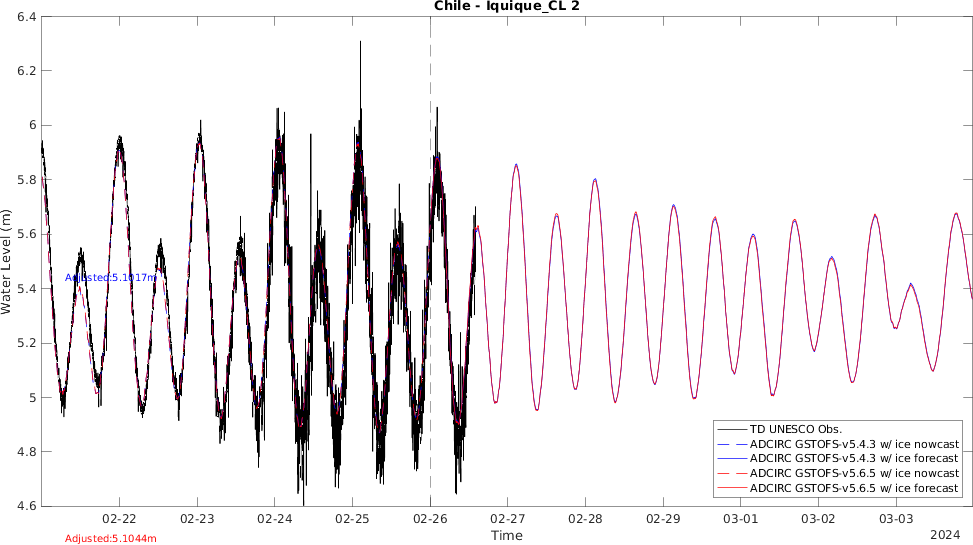 Chile - Iquique_CL 2
6.4
6.2
6
5.8
5.6
5.4
5.2
5
4.8
4.6
Water Level (m)
Adjusted:5.1017m
TD UNESCO Obs.
ADCIRC GSTOFS-v5.4.3 w/ ice nowcast
ADCIRC GSTOFS-v5.4.3 w/ ice forecast
ADCIRC GSTOFS-v5.6.5 w/ ice nowcast
ADCIRC GSTOFS-v5.6.5 w/ ice forecast
02-22 02-23 02-24 02-25 02-26 02-27 02-28 02-29 03-01 03-02 03-03
Time
2024
Adjusted:5.1044m